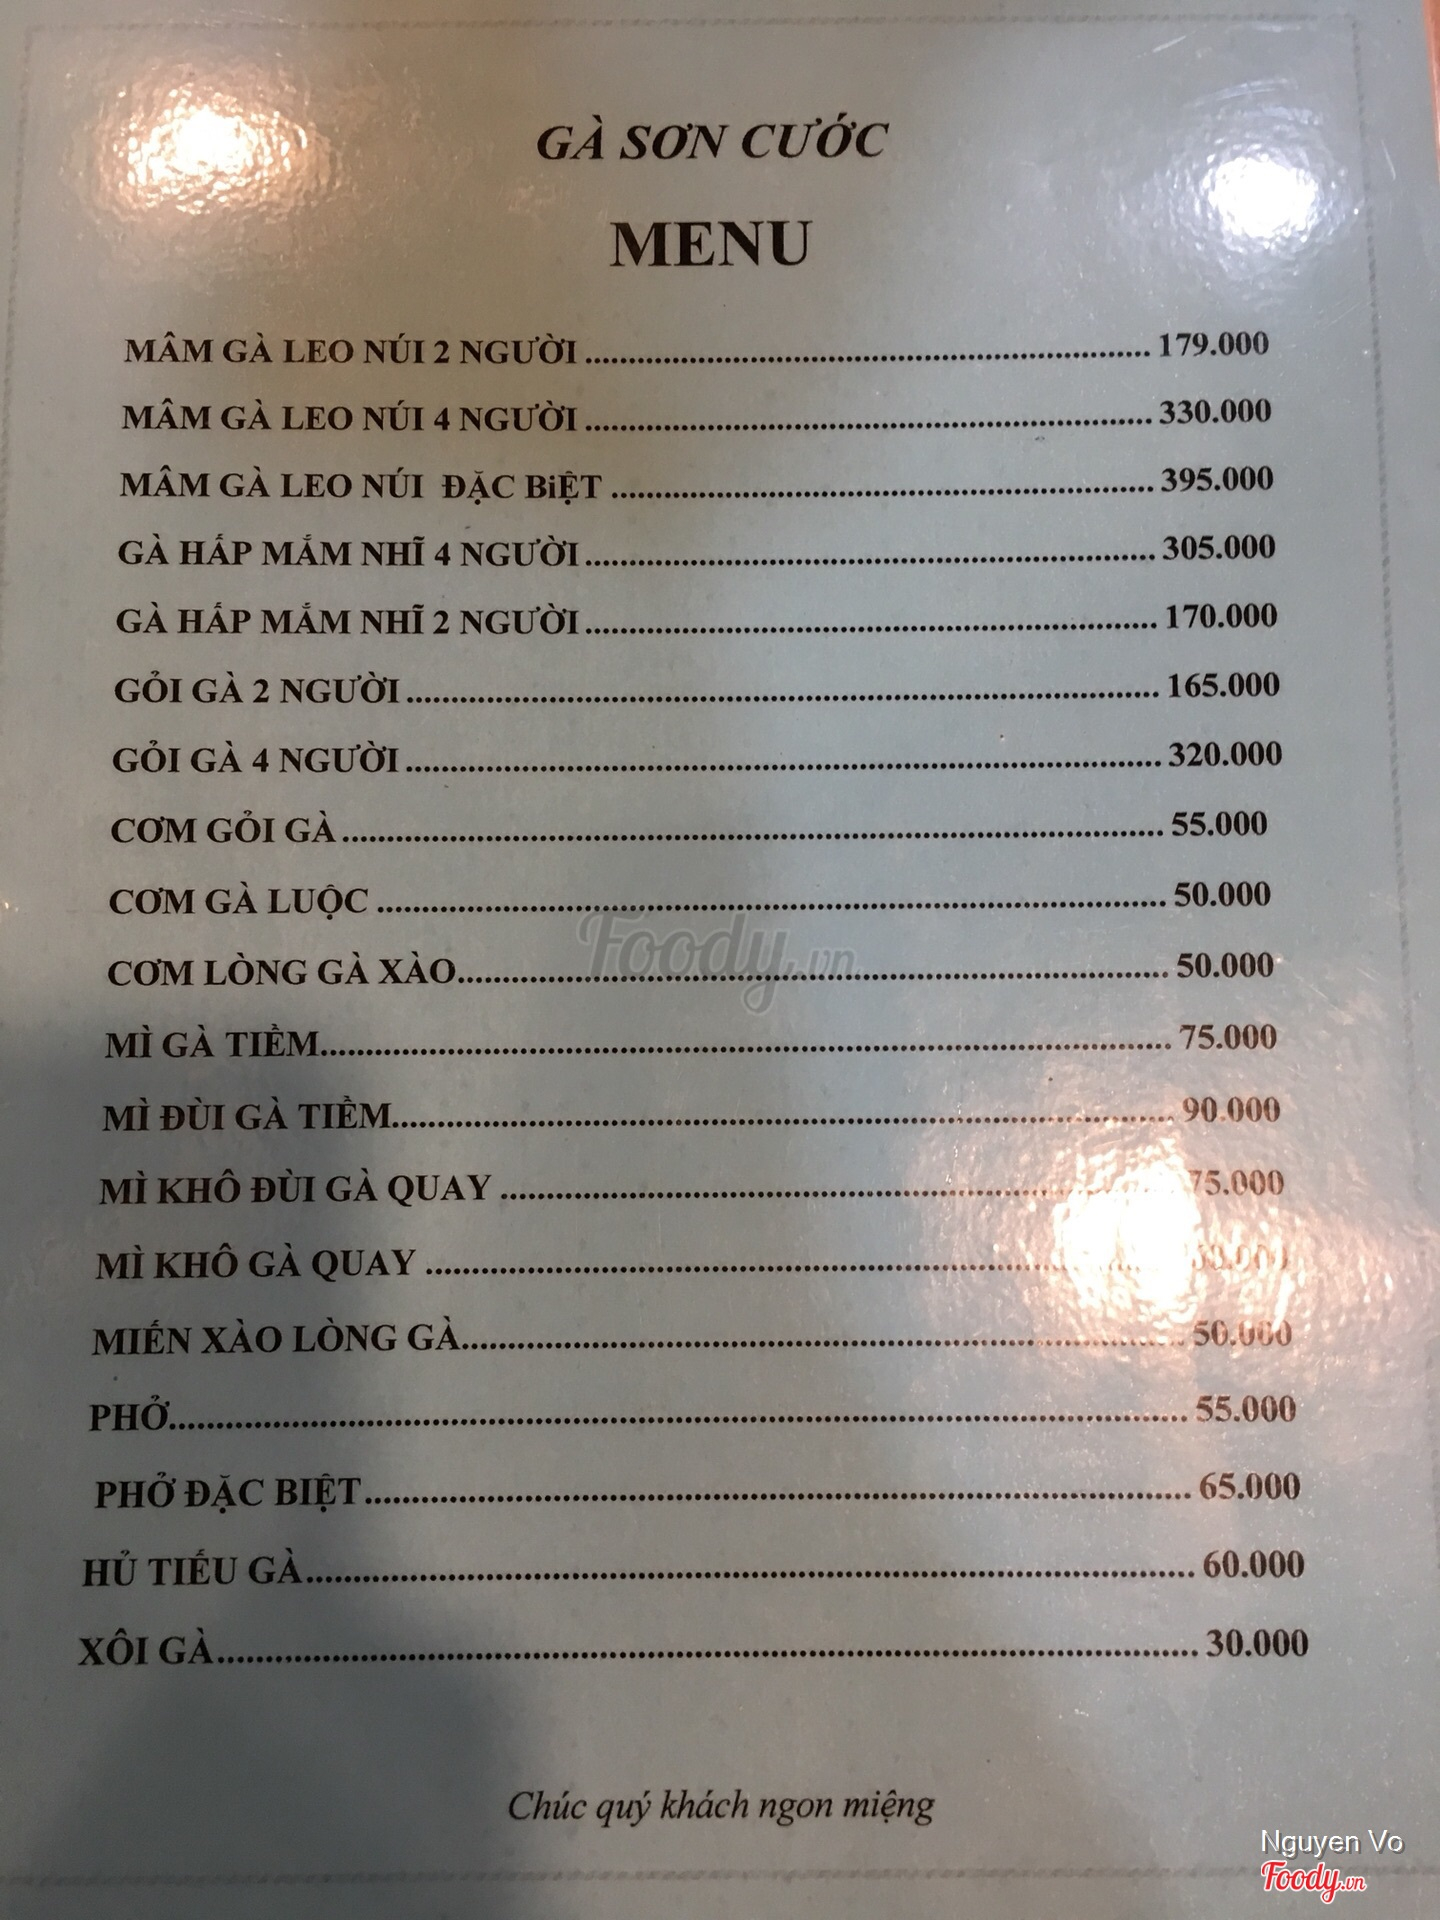 GÀ SƠN CƯỚC
MENU
MÂM GÀ LEO NÚI 2 NGƯỜI ........ 179.000
MÂM GÀ LEO NÚI 4 NGƯỜI ........ 330.000
MÂM GÀ LEO NÚI ĐẶC BiỆT ........ 395.000
GÀ HẤP MẮM NHĨ 4 NGƯỜI ........ 305.000
GÀ HẤP MẮM NHĨ 2 NGƯỜI ........ 170.000
GỎI GÀ 2 NGƯỜI ........ 165.000
GỎI GÀ 4 NGƯỜI ........ 320.000
CƠM GỎI GÀ ........ 55.000
CƠM GÀ LUỘC ........ 50.000
CƠM LÒNG GÀ XÀO ........ 50.000
MÌ GÀ TIỀM ........ 75.000
MÌ ĐÙI GÀ TIỀM ........ 90.000
MÌ KHÔ ĐÙI GÀ QUAY ........ 75.000
MÌ KHÔ GÀ QUAY ........
MIẾN XÀO LÒNG GÀ ........ 50.000
PHỞ ........ 55.000
PHỞ ĐẶC BIỆT ........ 65.000
HỦ TIẾU GÀ ........ 60.000
XÔI GÀ ........ 30.000
Chúc quý khách ngon miệng
Foody.vn
Nguyen Vo
Foody.vn